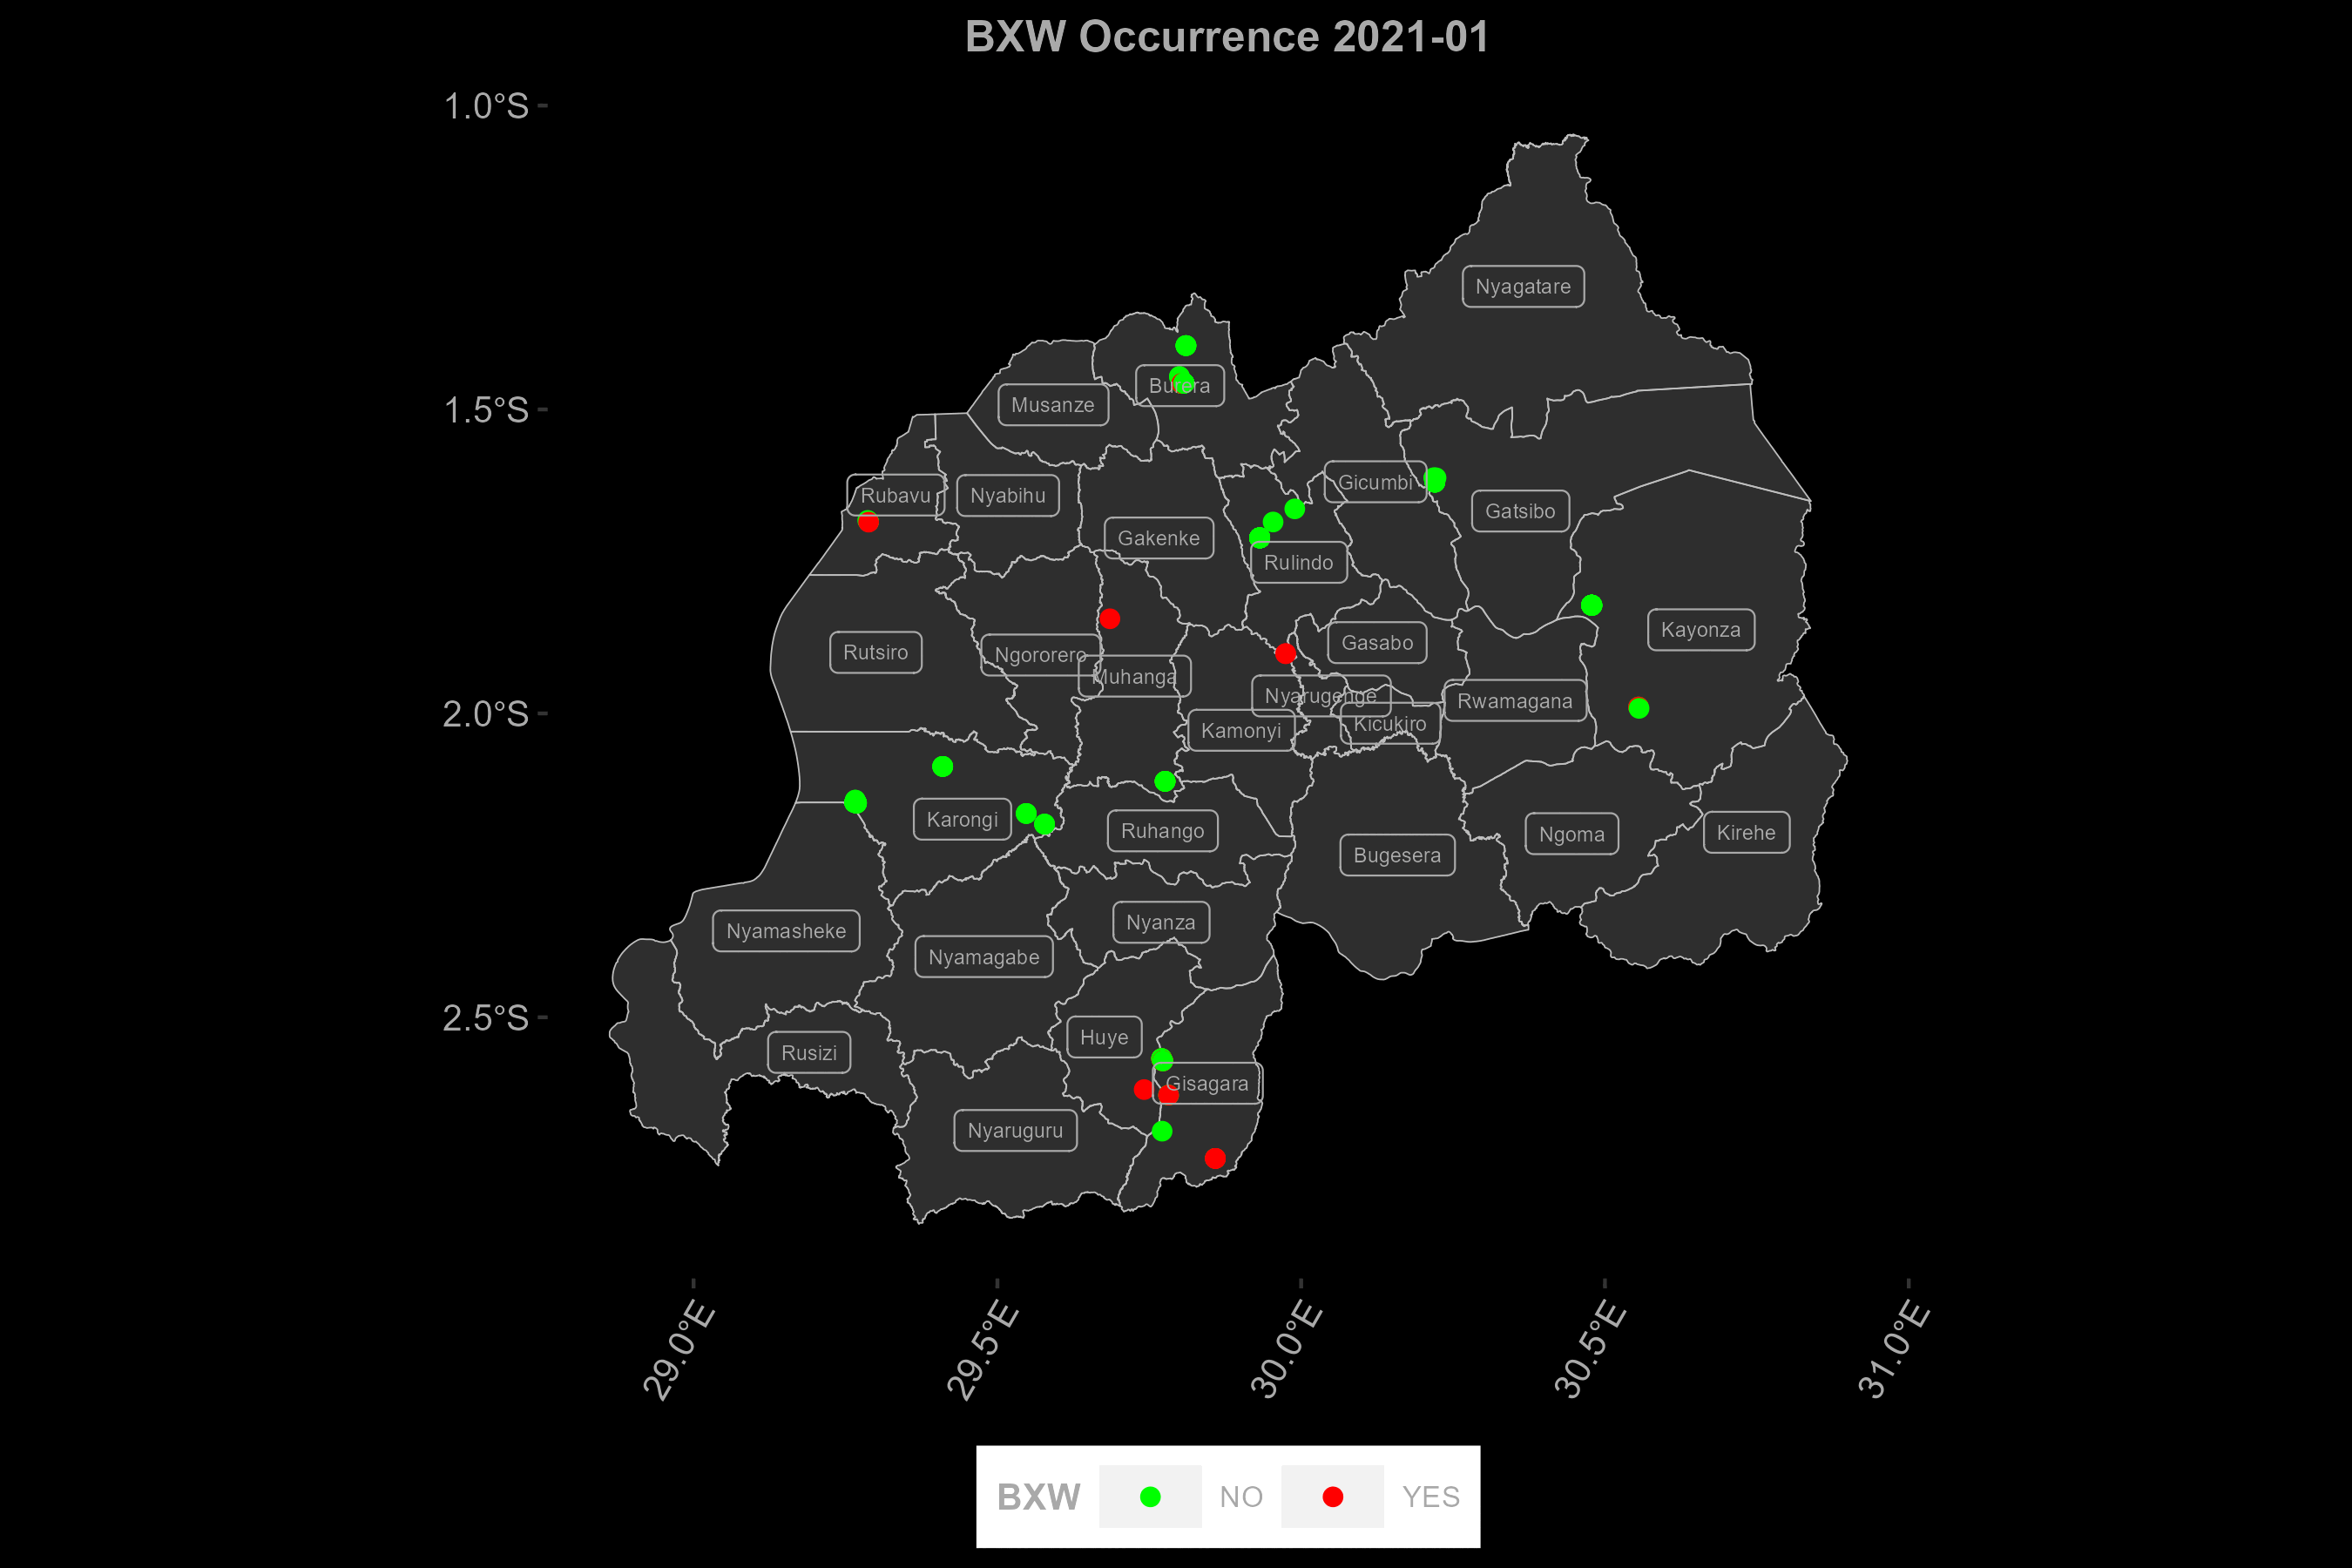 BXW Occurrence 2021-01
1.0°S
1.5°S
2.0°S
2.5°S
Nyagatare
Burera
Musanze
Gicumbi
Rubavu
Nyabihu
Gatsibo
Gakenke
Rulindo
Kayonza
Gasabo
Rutsiro
Ngororero
Muhanga
Nyarugenge
Rwamagana
Kicukiro
Kamonyi
Karongi
Ruhango
Kirehe
Ngoma
Bugesera
Nyanza
Nyamasheke
Nyamagabe
Huye
Rusizi
Gisagara
Nyaruguru
29.0°E
29.5°E
30.0°E
30.5°E
31.0°E
BXW NO YES